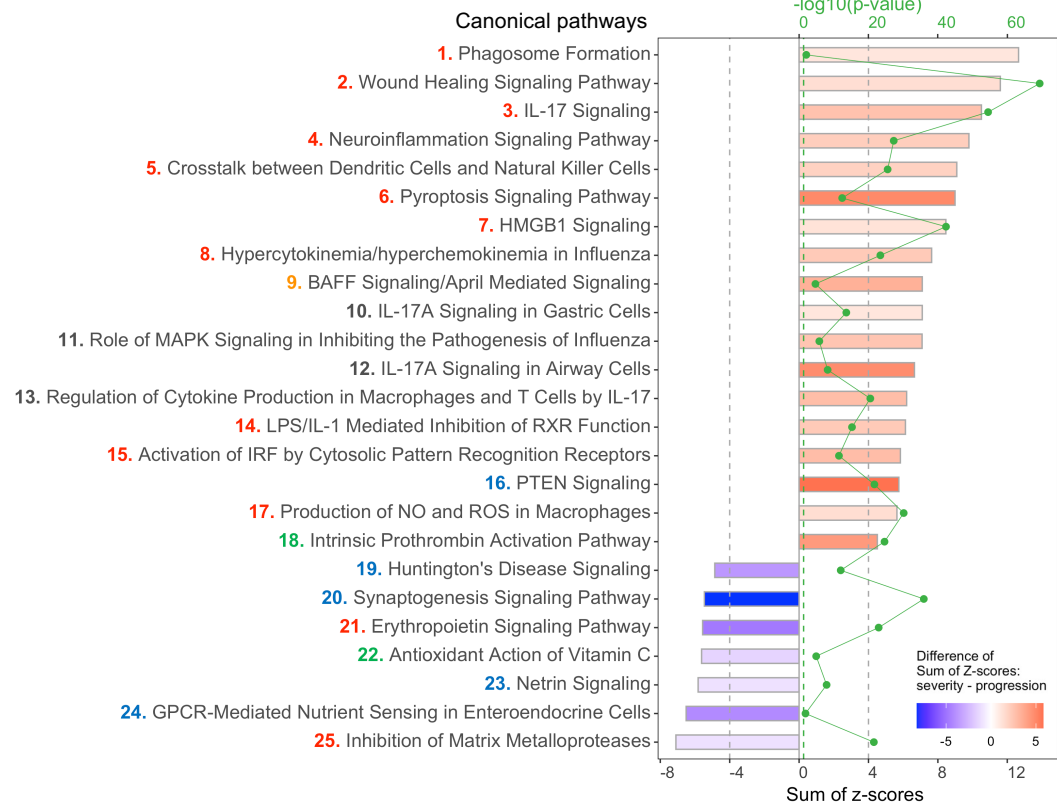 -log10(p-value)
Canonical pathways
0 20 40 60
1. Phagosome Formation
2. Wound Healing Signaling Pathway
3. IL-17 Signaling
4. Neuroinflammation Signaling Pathway
5. Crosstalk between Dendritic Cells and Natural Killer Cells
6. Pyroptosis Signaling Pathway
7. HMGB1 Signaling
8. Hypercytokinemia/hyperchemokinemia in Influenza
9. BAFF Signaling/April Mediated Signaling
10. IL-17A Signaling in Gastric Cells
11. Role of MAPK Signaling in Inhibiting the Pathogenesis of Influenza
12. IL-17A Signaling in Airway Cells
13. Regulation of Cytokine Production in Macrophages and T Cells by IL-17
14. LPS/IL-1 Mediated Inhibition of RXR Function
15. Activation of IRF by Cytosolic Pattern Recognition Receptors
16. PTEN Signaling
17. Production of NO and ROS in Macrophages
18. Intrinsic Prothrombin Activation Pathway
19. Huntington's Disease Signaling
20. Synaptogenesis Signaling Pathway
21. Erythropoietin Signaling Pathway
22. Antioxidant Action of Vitamin C
23. Netrin Signaling
24. GPCR-Mediated Nutrient Sensing in Enteroendocrine Cells
25. Inhibition of Matrix Metalloproteases
Difference of
Sum of Z-scores:
severity - progression
-5 0 5
-8 -4 0 4 8 12
Sum of z-scores